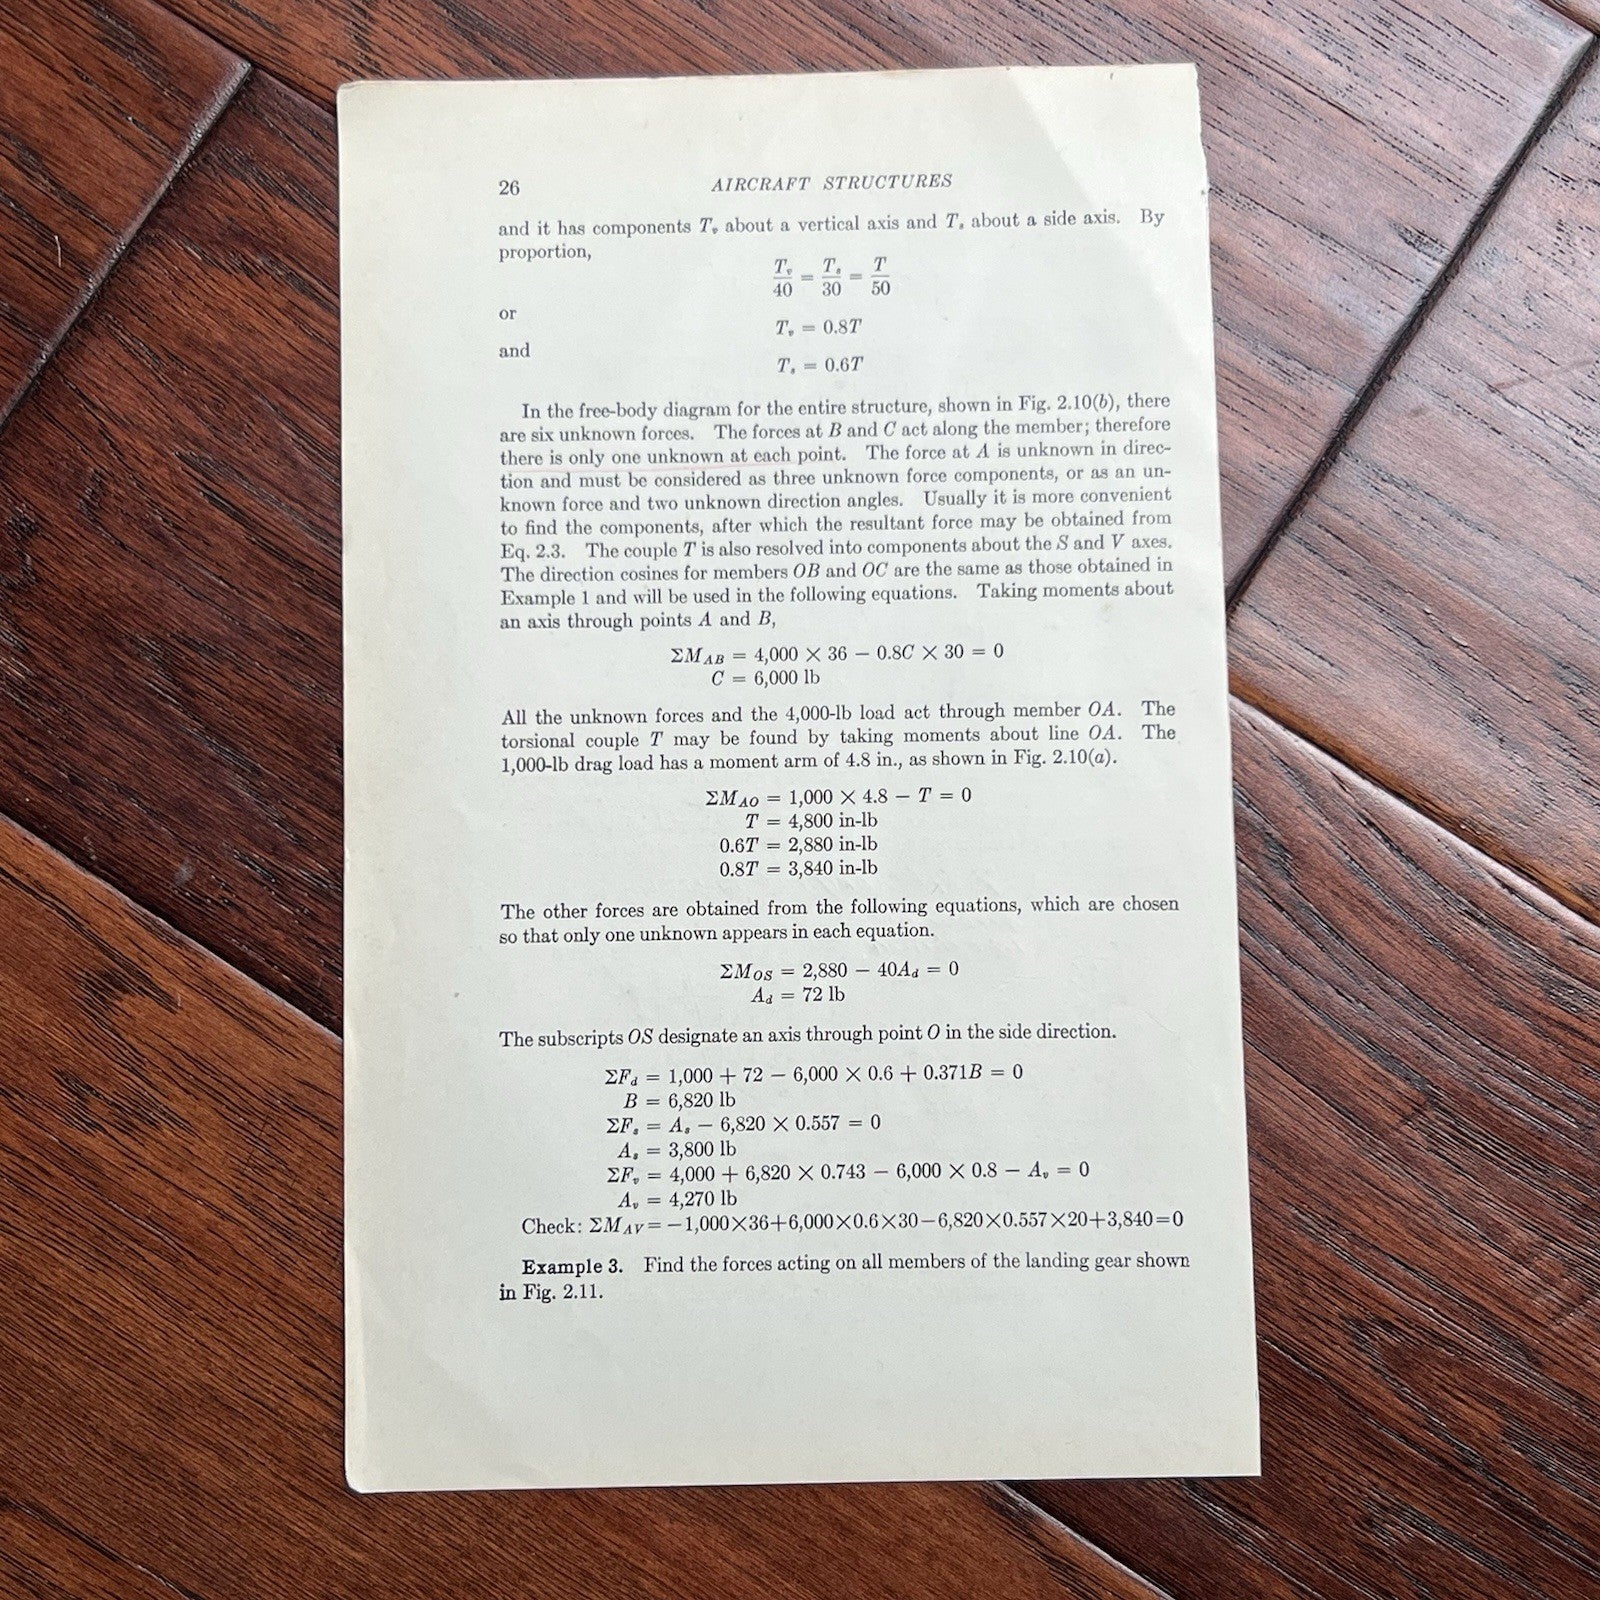 26 AIRCRAFT STRUCTURES
and it has components Tᵥ about a vertical axis and Tₛ about a side axis. By
proportion,
Tᵥ/40 = Tₛ/30 = T/50
or
Tᵥ = 0.8T
and
Tₛ = 0.6T
In the free-body diagram for the entire structure, shown in Fig. 2.10(b), there
are six unknown forces. The forces at B and C act along the member; therefore
there is only one unknown at each point. The force at A is unknown in direc-
tion and must be considered as three unknown force components, or as an un-
known force and two unknown direction angles. Usually it is more convenient
to find the components, after which the resultant force may be obtained from
Eq. 2.3. The couple T is also resolved into components about the S and V axes.
The direction cosines for members OB and OC are the same as those obtained in
Example 1 and will be used in the following equations. Taking moments about
an axis through points A and B,
ΣM_AB = 4,000 × 36 − 0.8C × 30 = 0
C = 6,000 lb
All the unknown forces and the 4,000-lb load act through member OA. The
torsional couple T may be found by taking moments about line OA. The
1,000-lb drag load has a moment arm of 4.8 in., as shown in Fig. 2.10(a).
ΣM_AO = 1,000 × 4.8 − T = 0
T = 4,800 in-lb
0.6T = 2,880 in-lb
0.8T = 3,840 in-lb
The other forces are obtained from the following equations, which are chosen
so that only one unknown appears in each equation.
ΣM_OS = 2,880 − 40A_d = 0
A_d = 72 lb
The subscripts OS designate an axis through point O in the side direction.
ΣF_d = 1,000 + 72 − 6,000 × 0.6 + 0.371B = 0
B = 6,820 lb
ΣFₛ = Aₛ − 6,820 × 0.557 = 0
Aₛ = 3,800 lb
ΣFᵥ = 4,000 + 6,820 × 0.743 − 6,000 × 0.8 − Aᵥ = 0
Aᵥ = 4,270 lb
Check: ΣM_AV = −1,000×36+6,000×0.6×30−6,820×0.557×20+3,840=0
Example 3. Find the forces acting on all members of the landing gear shown
in Fig. 2.11.